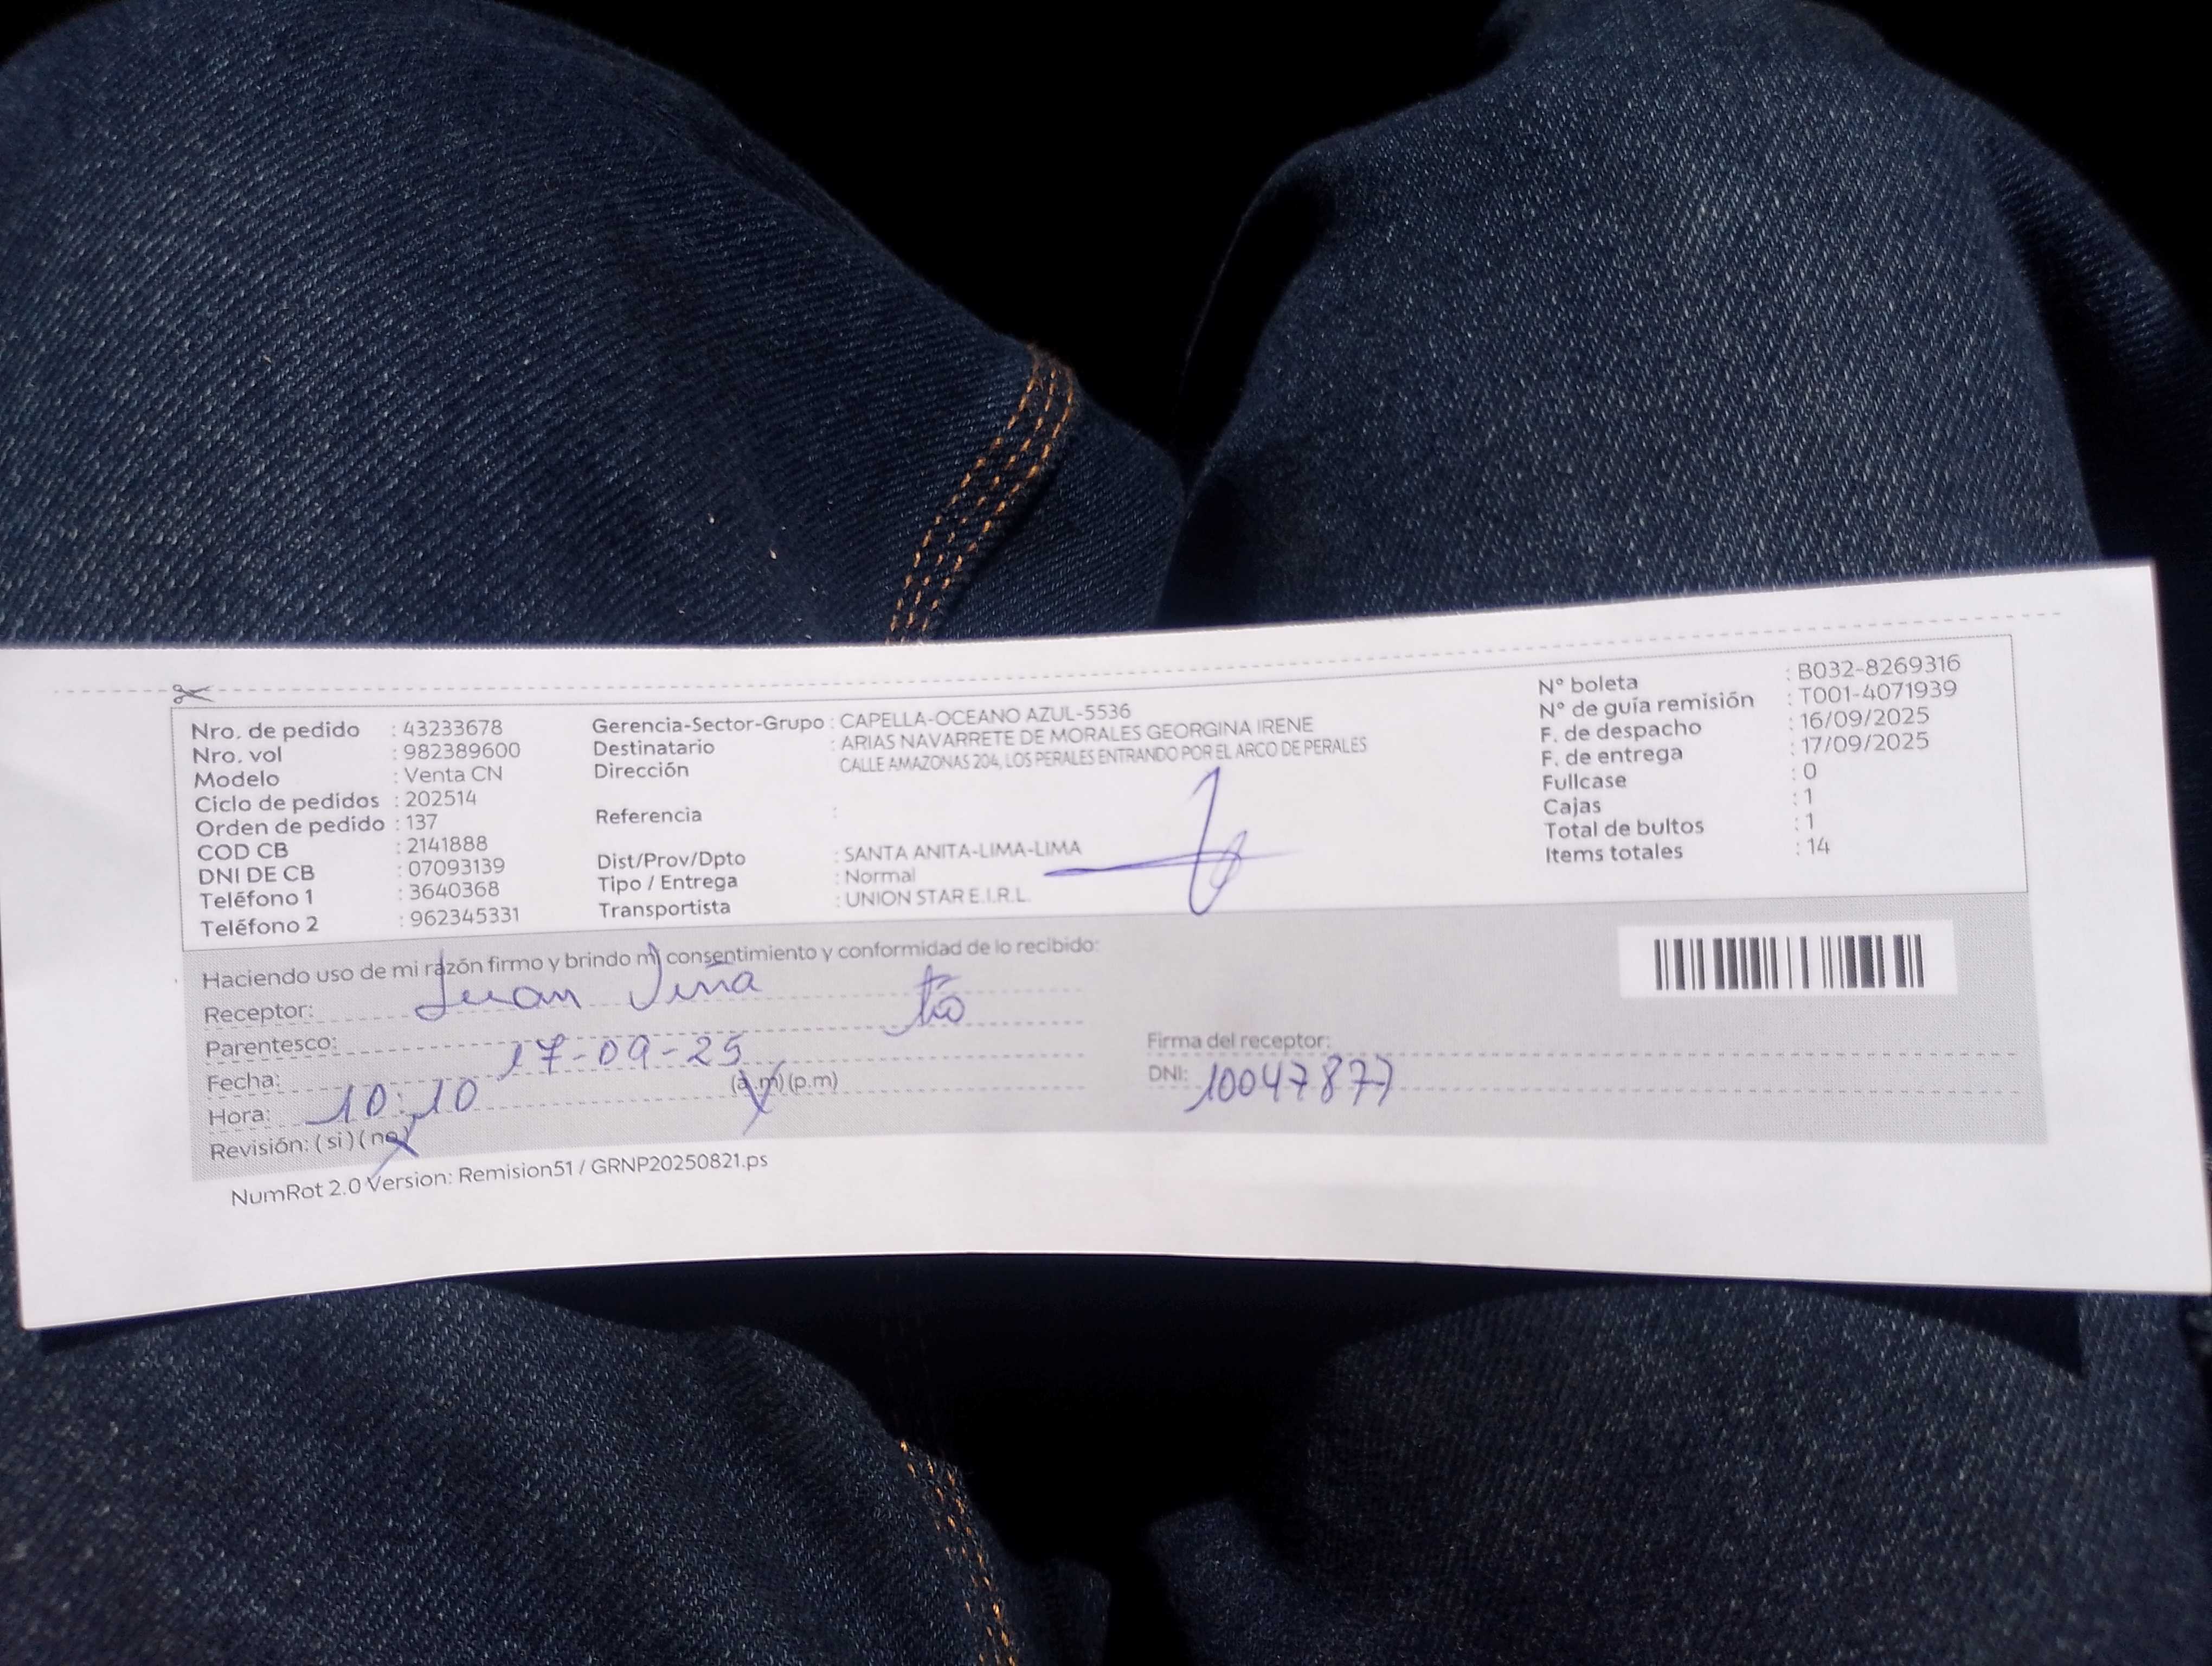 Nro. de pedido : 43233678
Nro. vol : 982389600
Modelo : Venta CN
Ciclo de pedidos : 202514
Orden de pedido : 137
COD CB : 2141888
DNI DE CB : 07093139
Teléfono 1 : 3640368
Teléfono 2 : 962345331
Gerencia-Sector-Grupo : CAPELLA-OCEANO AZUL-5536
Destinatario : ARIAS NAVARRETE DE MORALES GEORGINA IRENE
Dirección CALLE AMAZONAS 204, LOS PERALES ENTRANDO POR EL ARCO DE PERALES
Referencia :
Dist/Prov/Dpto : SANTA ANITA-LIMA-LIMA
Tipo / Entrega : Normal
Transportista : UNION STAR E.I.R.L.
N° boleta : B032-8269316
N° de guía remisión : T001-4071939
F. de despacho : 16/09/2025
F. de entrega : 17/09/2025
Fullcase : 0
Cajas : 1
Total de bultos : 1
Items totales : 14
Haciendo uso de mi razón firmo y brindo mi consentimiento y conformidad de lo recibido:
Receptor: Juan
Parentesco:
Fecha: 17-09-25
Hora: 10:10 (a.m) (p.m)
Revisión: (si) (no)
Firma del receptor:
DNI: 10047877
NumRot 2.0 Version: Remision51 / GRNP20250821.ps